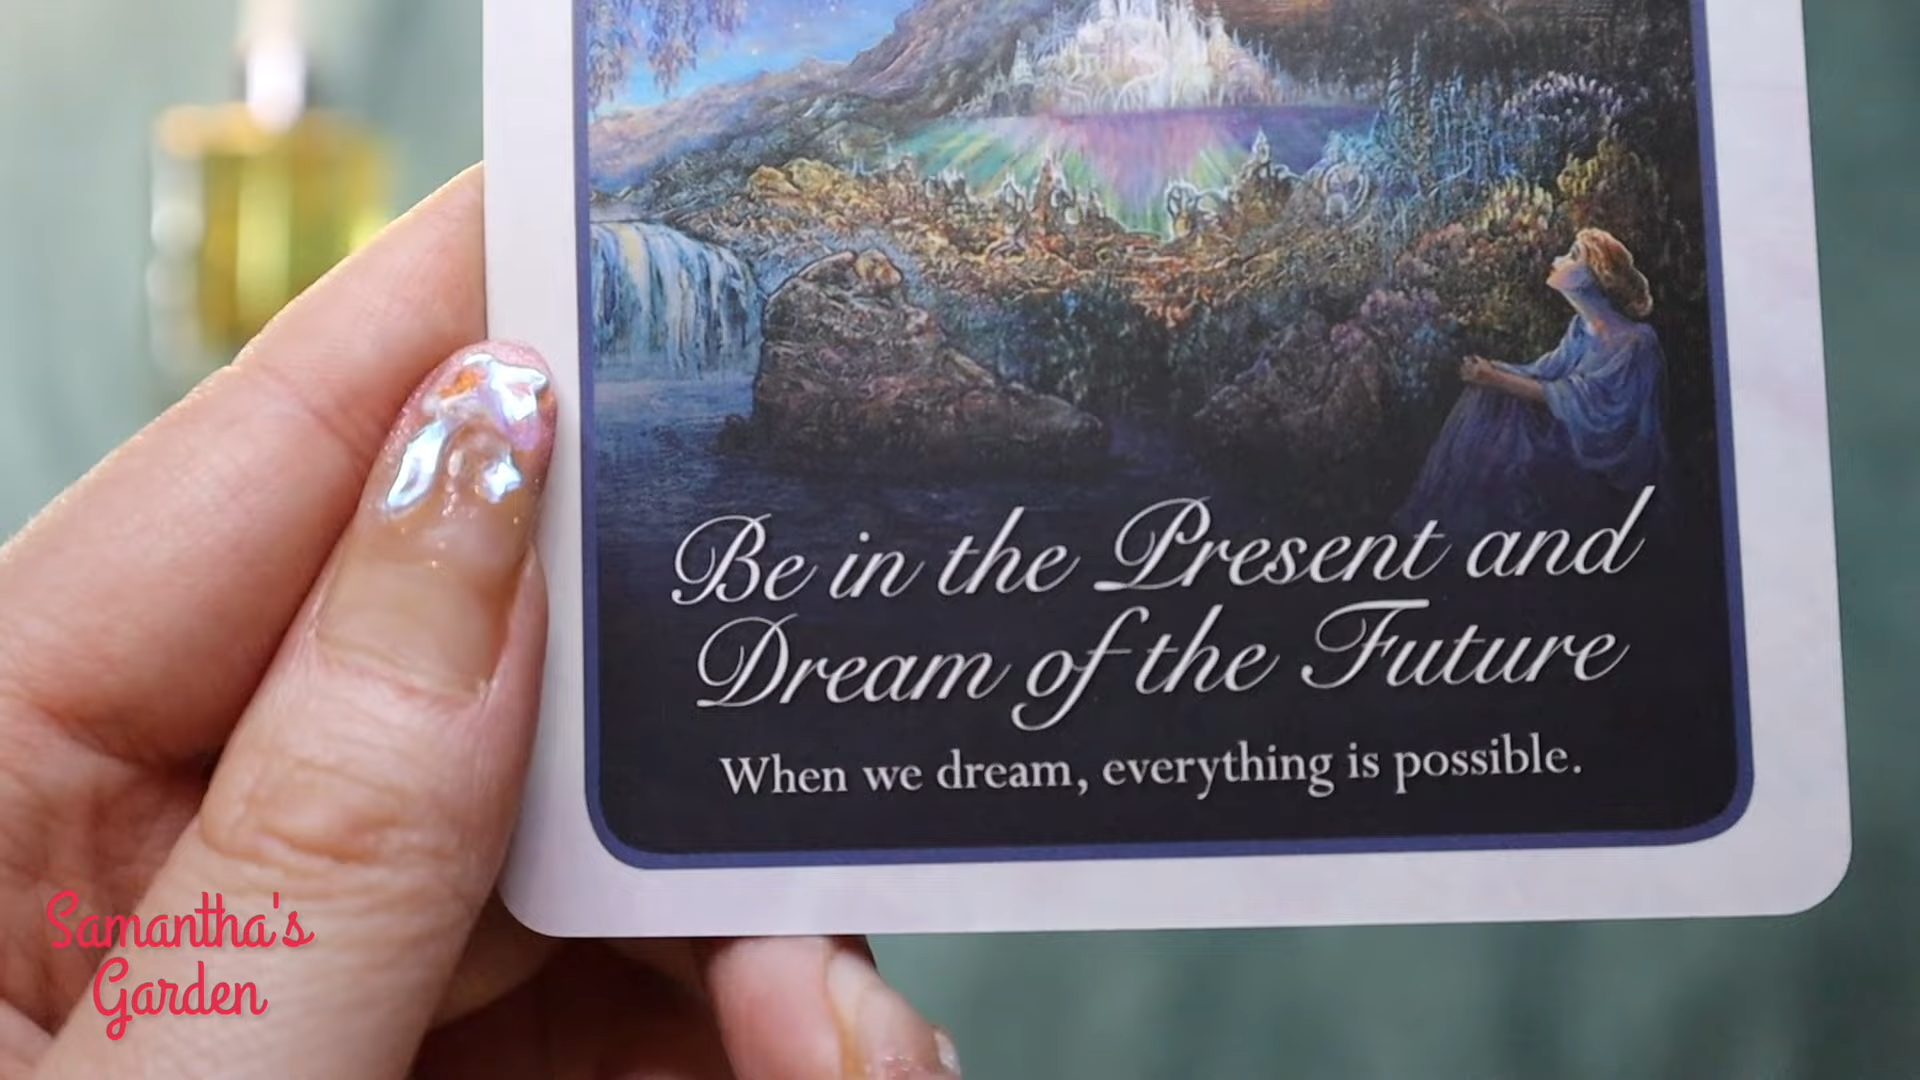 Be in the Present and
Dream of the Future
When we dream, everything is possible.
Samantha's
Garden